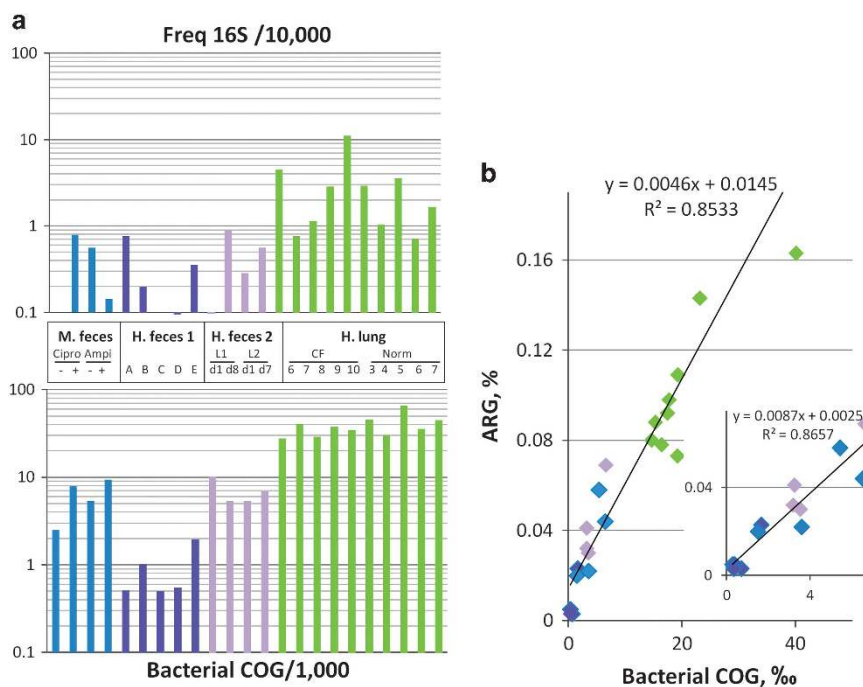 a
Freq 16S /10,000
100
10
1
0.1
M. feces H. feces 1 H. feces 2 H. lung
Cipro Ampi L1 L2 CF Norm
- + - + A B C D E d1 d8 d1 d7 6 7 8 9 10 3 4 5 6 7
100
10
1
0.1
Bacterial COG/1,000
b
y = 0.0046x + 0.0145
R² = 0.8533
0.16
0.12
0.08
0.04
0
ARG, %
0 20 40
Bacterial COG, ‰
y = 0.0087x + 0.0025
R² = 0.8657
0.04
0
0 4